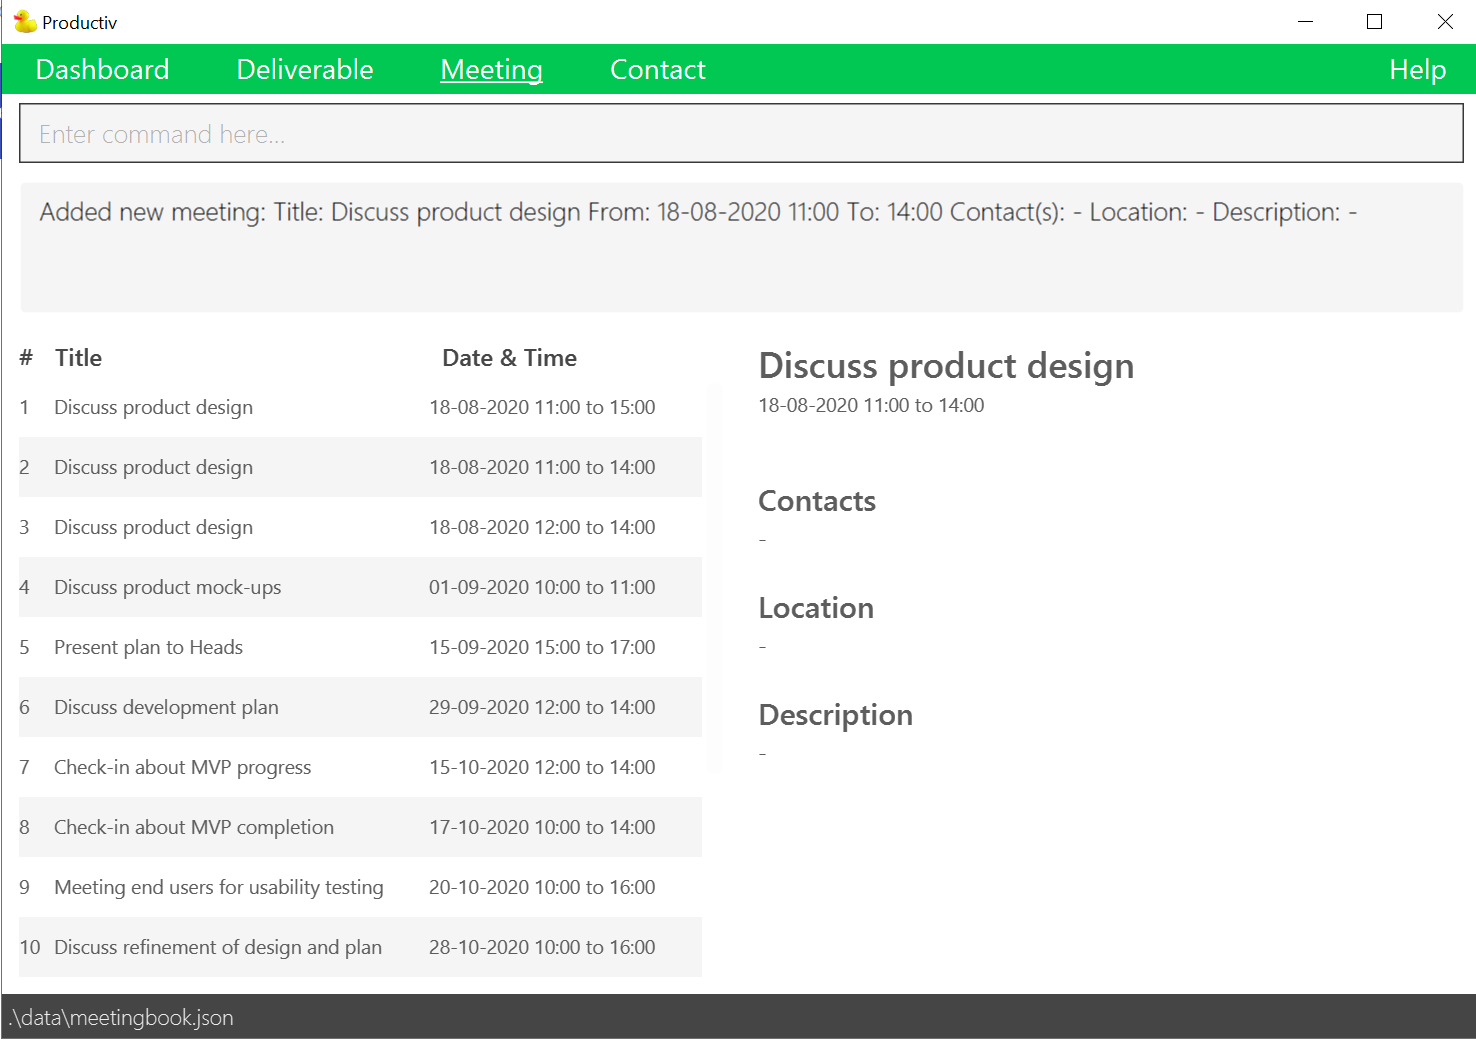 Productiv
Dashboard Deliverable Meeting Contact Help
Enter command here...
Added new meeting: Title: Discuss product design From: 18-08-2020 11:00 To: 14:00 Contact(s): - Location: - Description: -
# Title Date & Time
1 Discuss product design 18-08-2020 11:00 to 15:00
2 Discuss product design 18-08-2020 11:00 to 14:00
3 Discuss product design 18-08-2020 12:00 to 14:00
4 Discuss product mock-ups 01-09-2020 10:00 to 11:00
5 Present plan to Heads 15-09-2020 15:00 to 17:00
6 Discuss development plan 29-09-2020 12:00 to 14:00
7 Check-in about MVP progress 15-10-2020 12:00 to 14:00
8 Check-in about MVP completion 17-10-2020 10:00 to 14:00
9 Meeting end users for usability testing 20-10-2020 10:00 to 16:00
10 Discuss refinement of design and plan 28-10-2020 10:00 to 16:00
Discuss product design
18-08-2020 11:00 to 14:00
Contacts
-
Location
-
Description
-
.\data\meetingbook.json